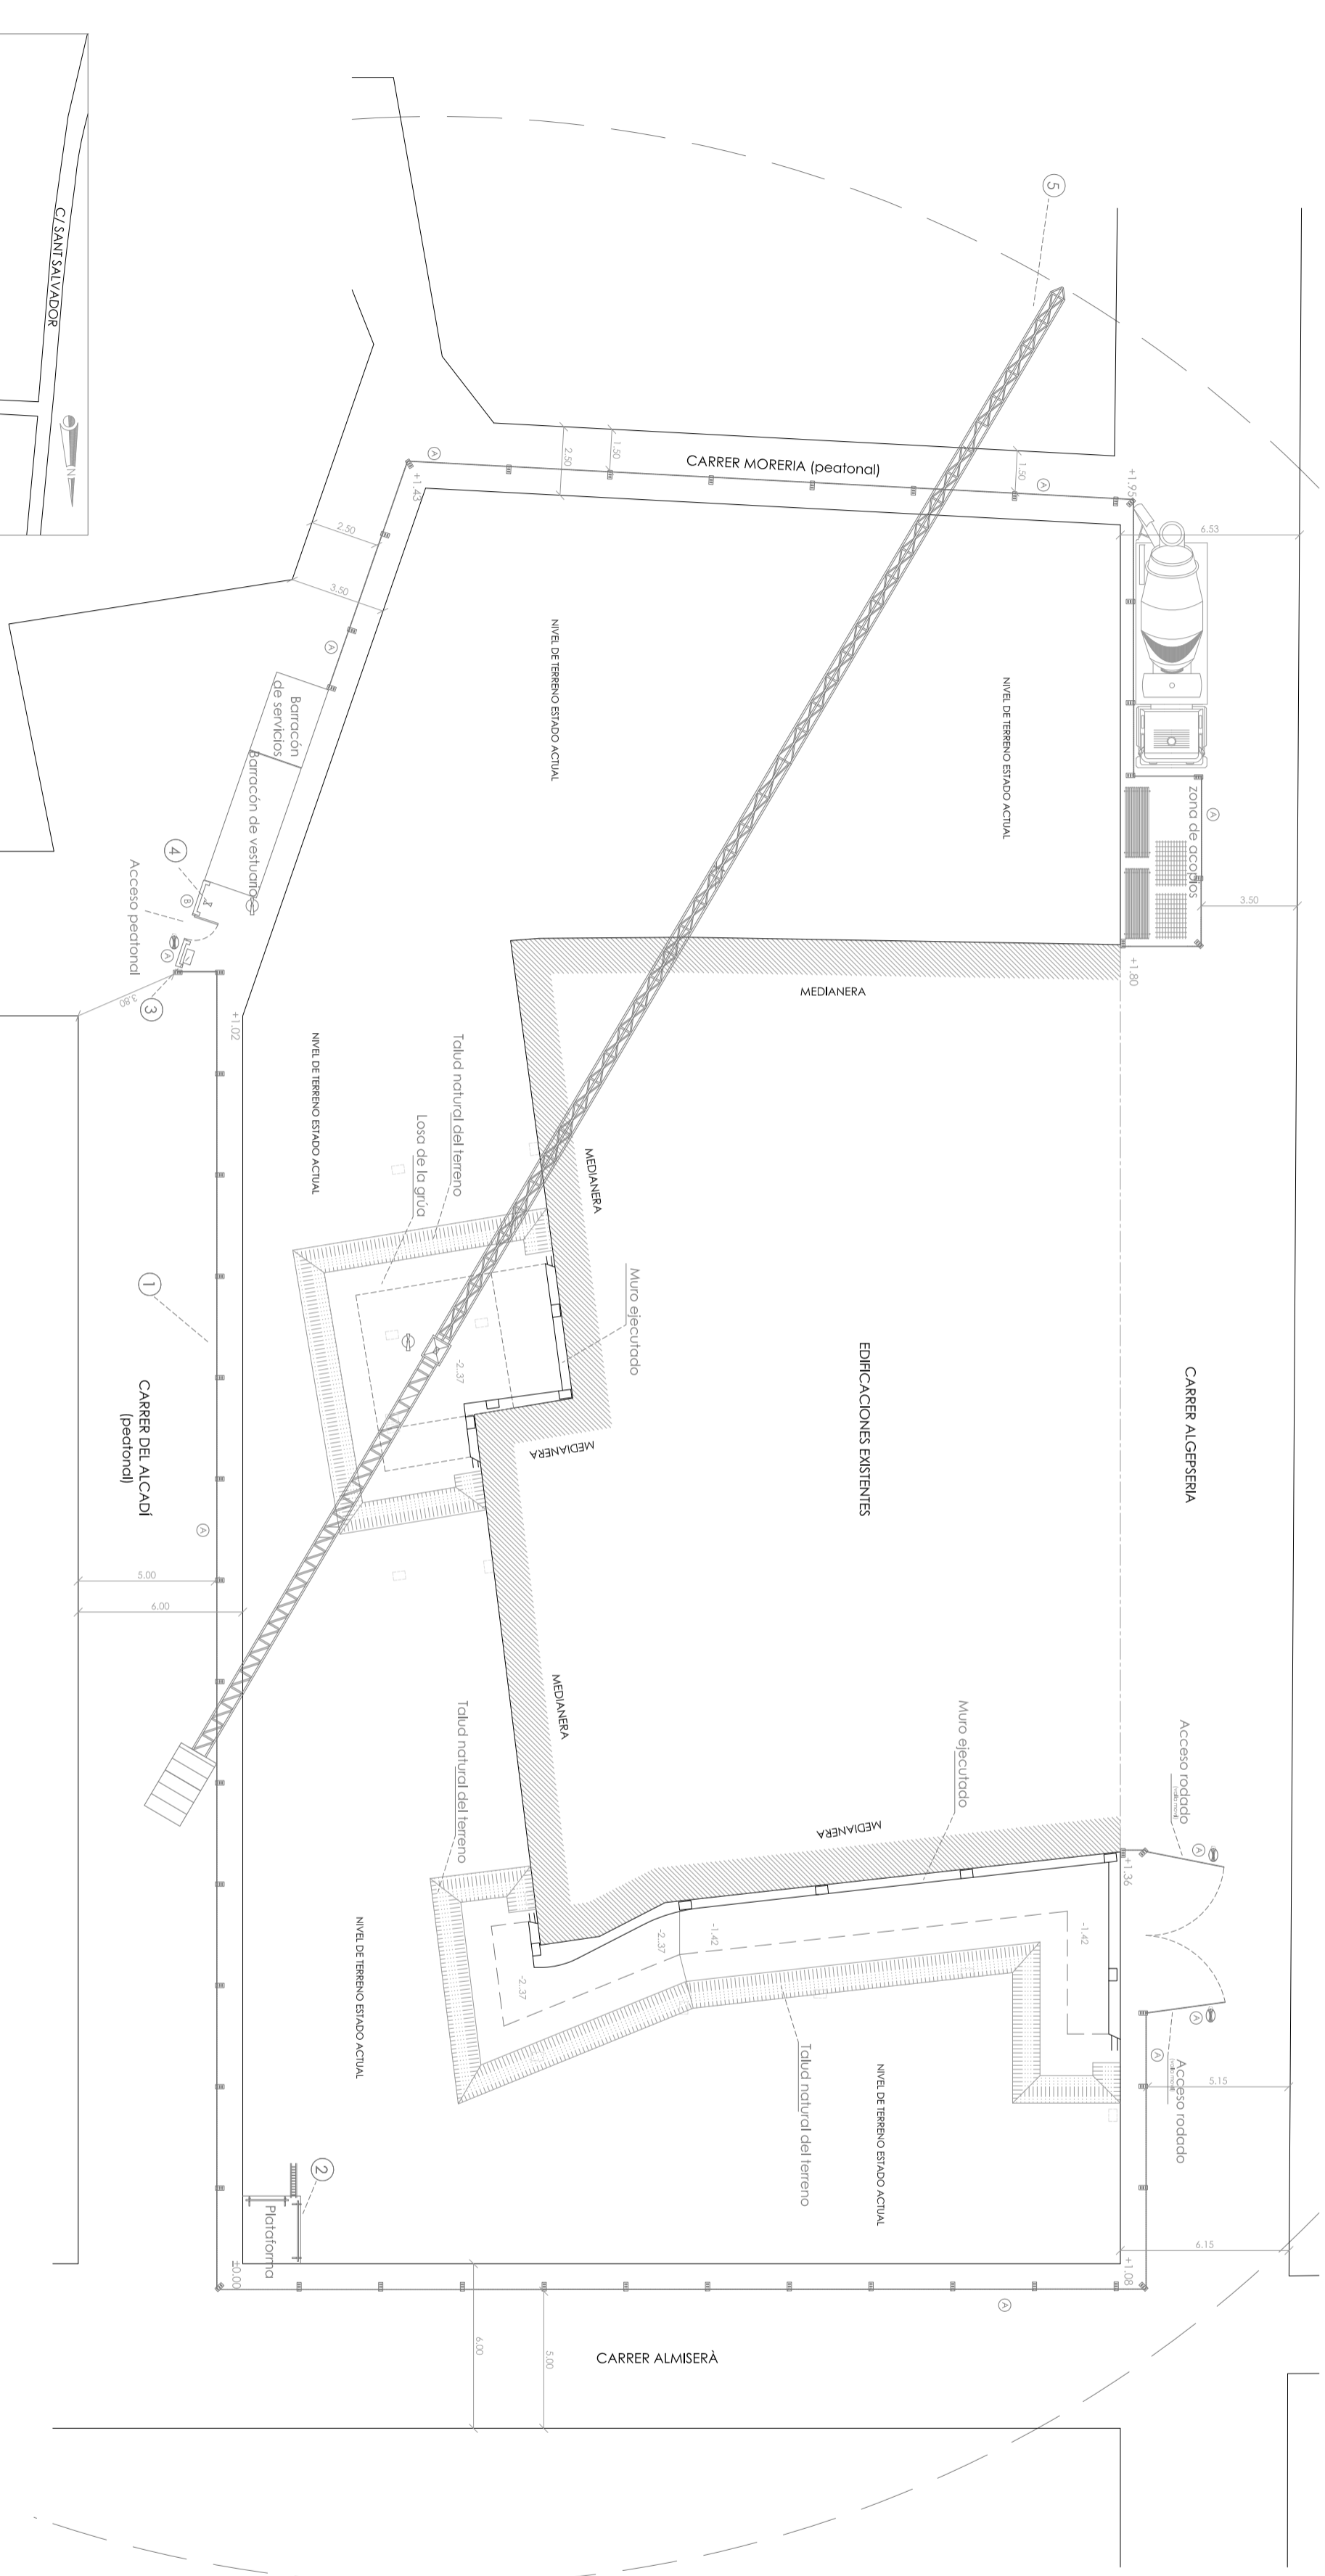 C/ SANT SALVADOR
N
5
CARRER MORERIA (peatonal)
A
A
1.50
2.50
1.50
+1.43
+1.95
6.53
2.50
3.50
A
NIVEL DE TERRENO ESTADO ACTUAL
NIVEL DE TERRENO ESTADO ACTUAL
Barracón
de servicios
Barracón de vestuarios
zona de acopios
A
3.50
4
B
Acceso peatonal
A
3
3.80
+1.02
+1.80
MEDIANERA
NIVEL DE TERRENO ESTADO ACTUAL
Talud natural del terreno
Losa de la grúa
MEDIANERA
Muro ejecutado
-2.37
MEDIANERA
EDIFICACIONES EXISTENTES
CARRER ALGEPSERIA
1
CARRER DEL ALCADÍ
(peatonal)
A
5.00
6.00
MEDIANERA
Talud natural del terreno
Muro ejecutado
MEDIANERA
Acceso rodado
A
+1.36
-1.42
-2.37
-1.42
-2.37
NIVEL DE TERRENO ESTADO ACTUAL
A
A
Acceso rodado
5.15
Talud natural del terreno
NIVEL DE TERRENO ESTADO ACTUAL
2
Plataforma
±0.00
6.15
+1.08
A
6.00
5.00
CARRER ALMISERÀ